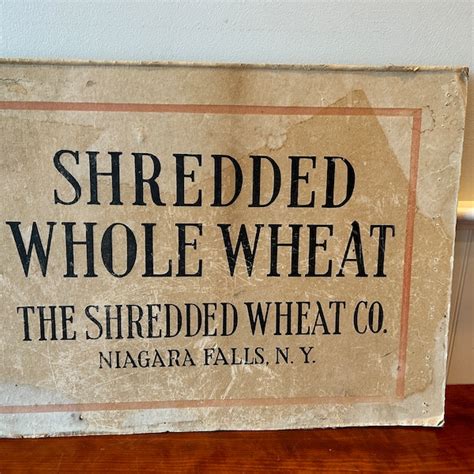 SHREDDED
WHOLE WHEAT
THE SHREDDED WHEAT CO.
NIAGARA FALLS, N. Y.